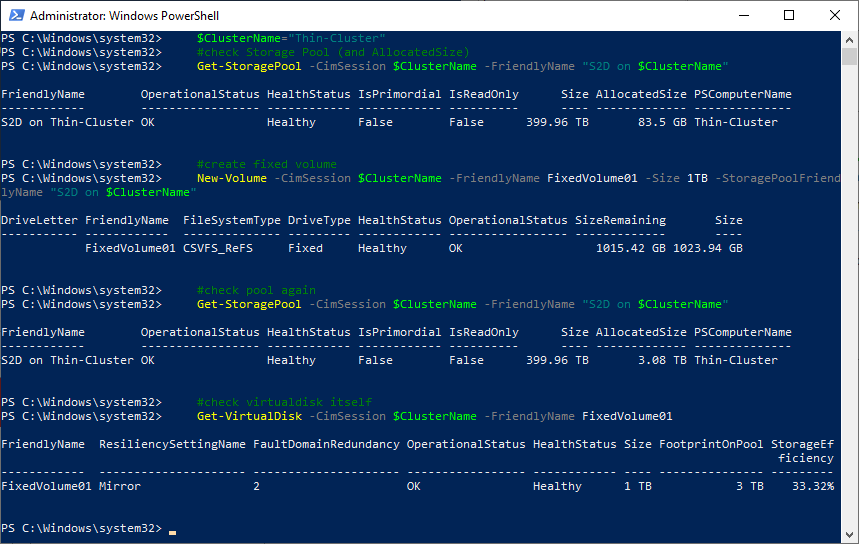 Administrator: Windows PowerShell
PS C:\Windows\system32> $ClusterName="Thin-Cluster"
PS C:\Windows\system32> #check Storage Pool (and AllocatedSize)
PS C:\Windows\system32> Get-StoragePool -CimSession $ClusterName -FriendlyName "S2D on $ClusterName"
FriendlyName OperationalStatus HealthStatus IsPrimordial IsReadOnly Size AllocatedSize PSComputerName
------------ ----------------- ------------ ------------ ---------- ---- ------------- --------------
S2D on Thin-Cluster OK Healthy False False 399.96 TB 83.5 GB Thin-Cluster
PS C:\Windows\system32> #create fixed volume
PS C:\Windows\system32> New-Volume -CimSession $ClusterName -FriendlyName FixedVolume01 -Size 1TB -StoragePoolFriend
lyName "S2D on $ClusterName"
DriveLetter FriendlyName FileSystemType DriveType HealthStatus OperationalStatus SizeRemaining Size
----------- ------------ -------------- --------- ------------ ----------------- ------------- ----
FixedVolume01 CSVFS_ReFS Fixed Healthy OK 1015.42 GB 1023.94 GB
PS C:\Windows\system32> #check pool again
PS C:\Windows\system32> Get-StoragePool -CimSession $ClusterName -FriendlyName "S2D on $ClusterName"
FriendlyName OperationalStatus HealthStatus IsPrimordial IsReadOnly Size AllocatedSize PSComputerName
------------ ----------------- ------------ ------------ ---------- ---- ------------- --------------
S2D on Thin-Cluster OK Healthy False False 399.96 TB 3.08 TB Thin-Cluster
PS C:\Windows\system32> #check virtualdisk itself
PS C:\Windows\system32> Get-VirtualDisk -CimSession $ClusterName -FriendlyName FixedVolume01
FriendlyName ResiliencySettingName FaultDomainRedundancy OperationalStatus HealthStatus Size FootprintOnPool StorageEf
ficiency
------------ --------------------- --------------------- ----------------- ------------ ---- --------------- ---------
FixedVolume01 Mirror 2 OK Healthy 1 TB 3 TB 33.32%
PS C:\Windows\system32>